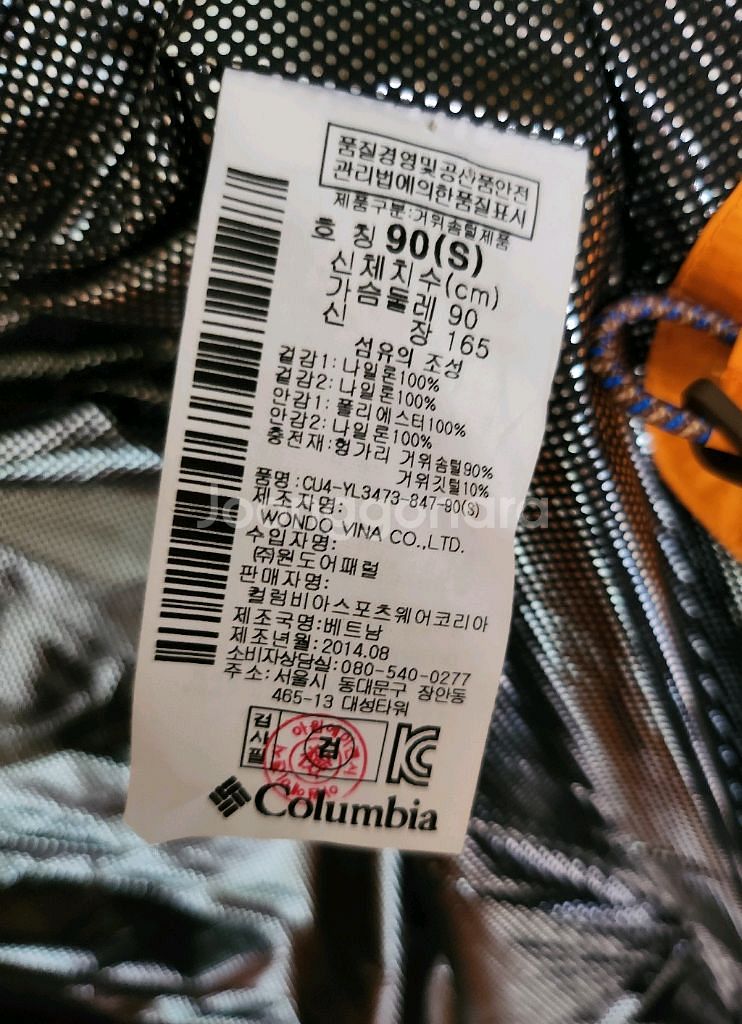 품질경영및공산품안전
관리법에의한품질표시
제품구분:거위솜털제품
호 칭 90(S)
신체치수(cm)
가슴둘레 90
신 장 165
섬유의 조성
겉감1: 나일론100%
겉감2: 나일론100%
안감1: 폴리에스터100%
안감2: 나일론100%
충전재:헝가리 거위솜털90%
거위깃털10%
품명:CU4-YL3473-847-90(S)
제조자명:
WONDO VINA CO.,LTD.
수입자명:
㈜원도어패럴
판매자명:
컬럼비아스포츠웨어코리아
제조국명:베트남
제조년월:2014.08
소비자상담실:080-540-0277
주소:서울시 동대문구 장안동
465-13 대성타워
검사필
검
Columbia
Joonggonara